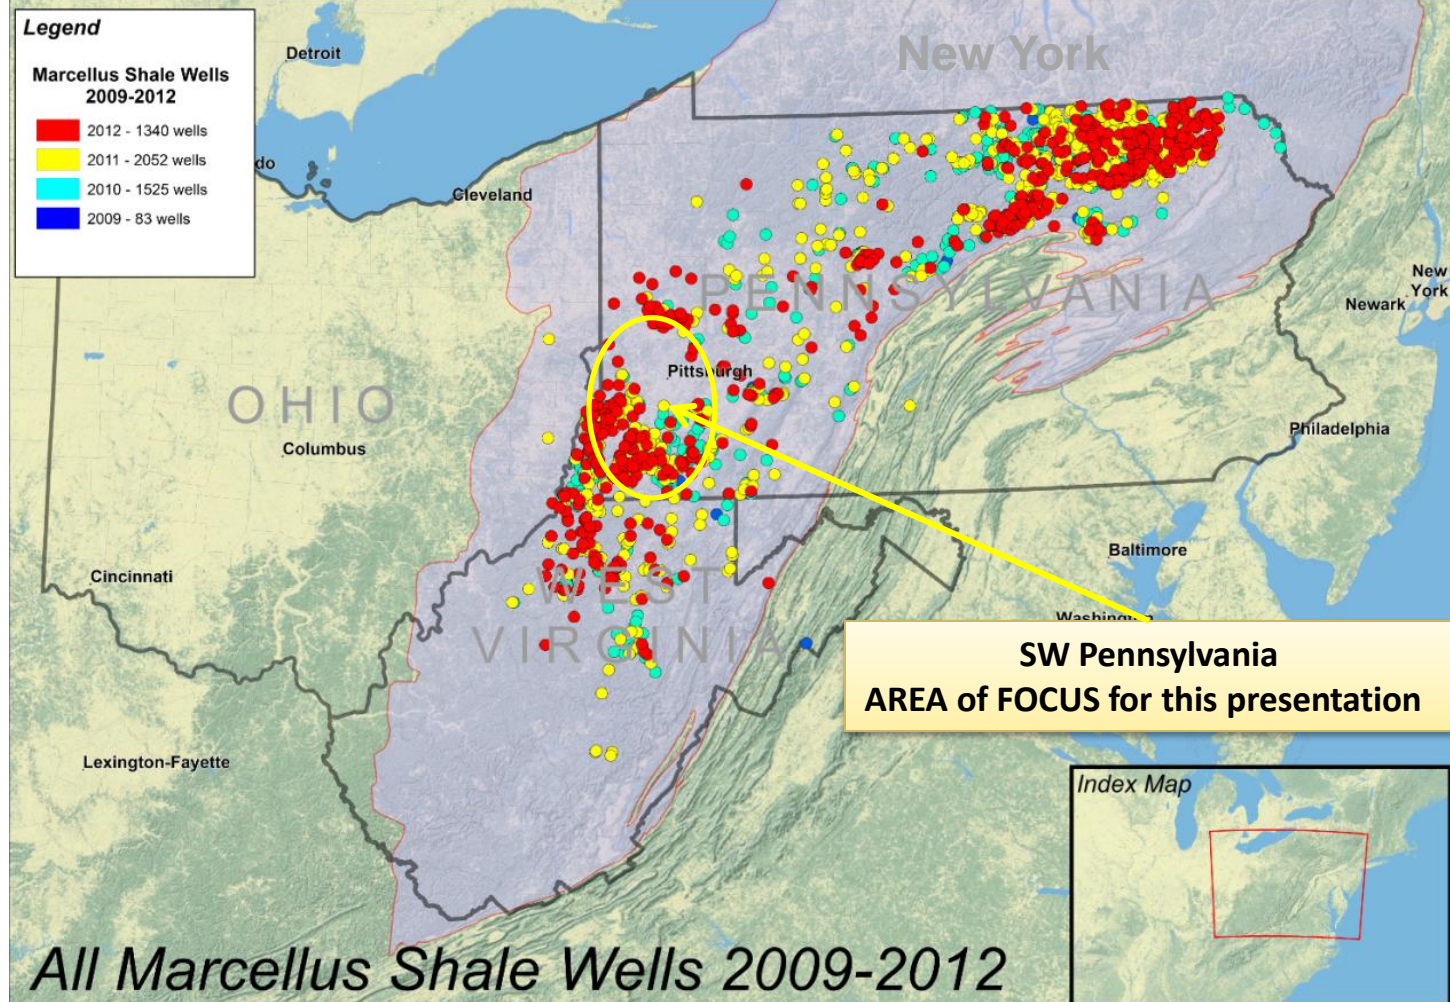 Legend
Marcellus Shale Wells
2009-2012
2012 - 1340 wells
2011 - 2052 wells
2010 - 1525 wells
2009 - 83 wells
Detroit
do
Cleveland
New York
PENNSYLVANIA
New
York
Newark
Pittsburgh
OHIO
Columbus
Philadelphia
Cincinnati
Baltimore
WEST
VIRGINIA
Washington
SW Pennsylvania
AREA of FOCUS for this presentation
Lexington-Fayette
Index Map
All Marcellus Shale Wells 2009-2012